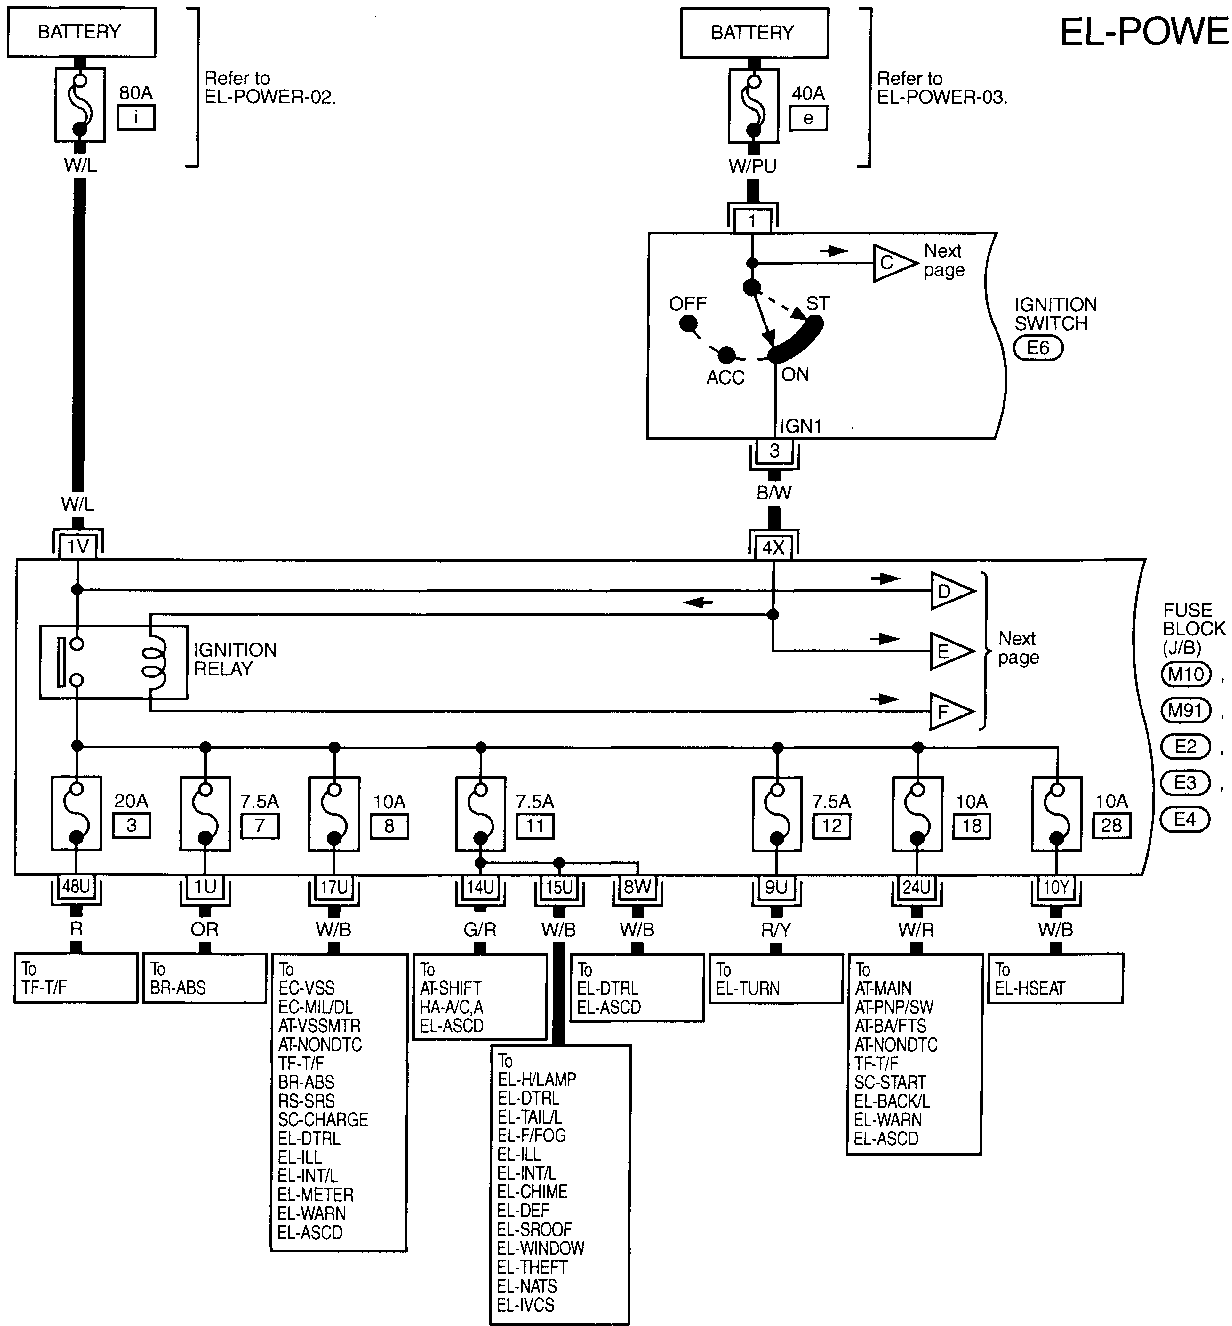 BATTERY
BATTERY
EL-POWE
80A
i
Refer to
EL-POWER-02.
40A
e
Refer to
EL-POWER-03.
W/L
W/PU
1
C
Next
page
OFF
ST
ACC
ON
IGN1
IGNITION
SWITCH
E6
3
B/W
W/L
1V
4X
D
E
F
Next
page
IGNITION
RELAY
FUSE
BLOCK
(J/B)
M10 ,
M91 ,
E2 ,
E3 ,
E4
20A
3
7.5A
7
10A
8
7.5A
11
7.5A
12
10A
18
10A
28
48U
1U
17U
14U
15U
8W
9U
24U
10Y
R
OR
W/B
G/R
W/B
W/B
R/Y
W/R
W/B
To
TF-T/F
To
BR-ABS
To
EC-VSS
EC-MIL/DL
AT-VSSMTR
AT-NONDTC
TF-T/F
BR-ABS
RS-SRS
SC-CHARGE
EL-DTRL
EL-ILL
EL-INT/L
EL-METER
EL-WARN
EL-ASCD
To
AT-SHIFT
HA-A/C,A
EL-ASCD
To
EL-H/LAMP
EL-DTRL
EL-TAIL/L
EL-F/FOG
EL-ILL
EL-INT/L
EL-CHIME
EL-DEF
EL-SROOF
EL-WINDOW
EL-THEFT
EL-NATS
EL-IVCS
To
EL-DTRL
EL-ASCD
To
EL-TURN
To
AT-MAIN
AT-PNP/SW
AT-BA/FTS
AT-NONDTC
TF-T/F
SC-START
EL-BACK/L
EL-WARN
EL-ASCD
To
EL-HSEAT